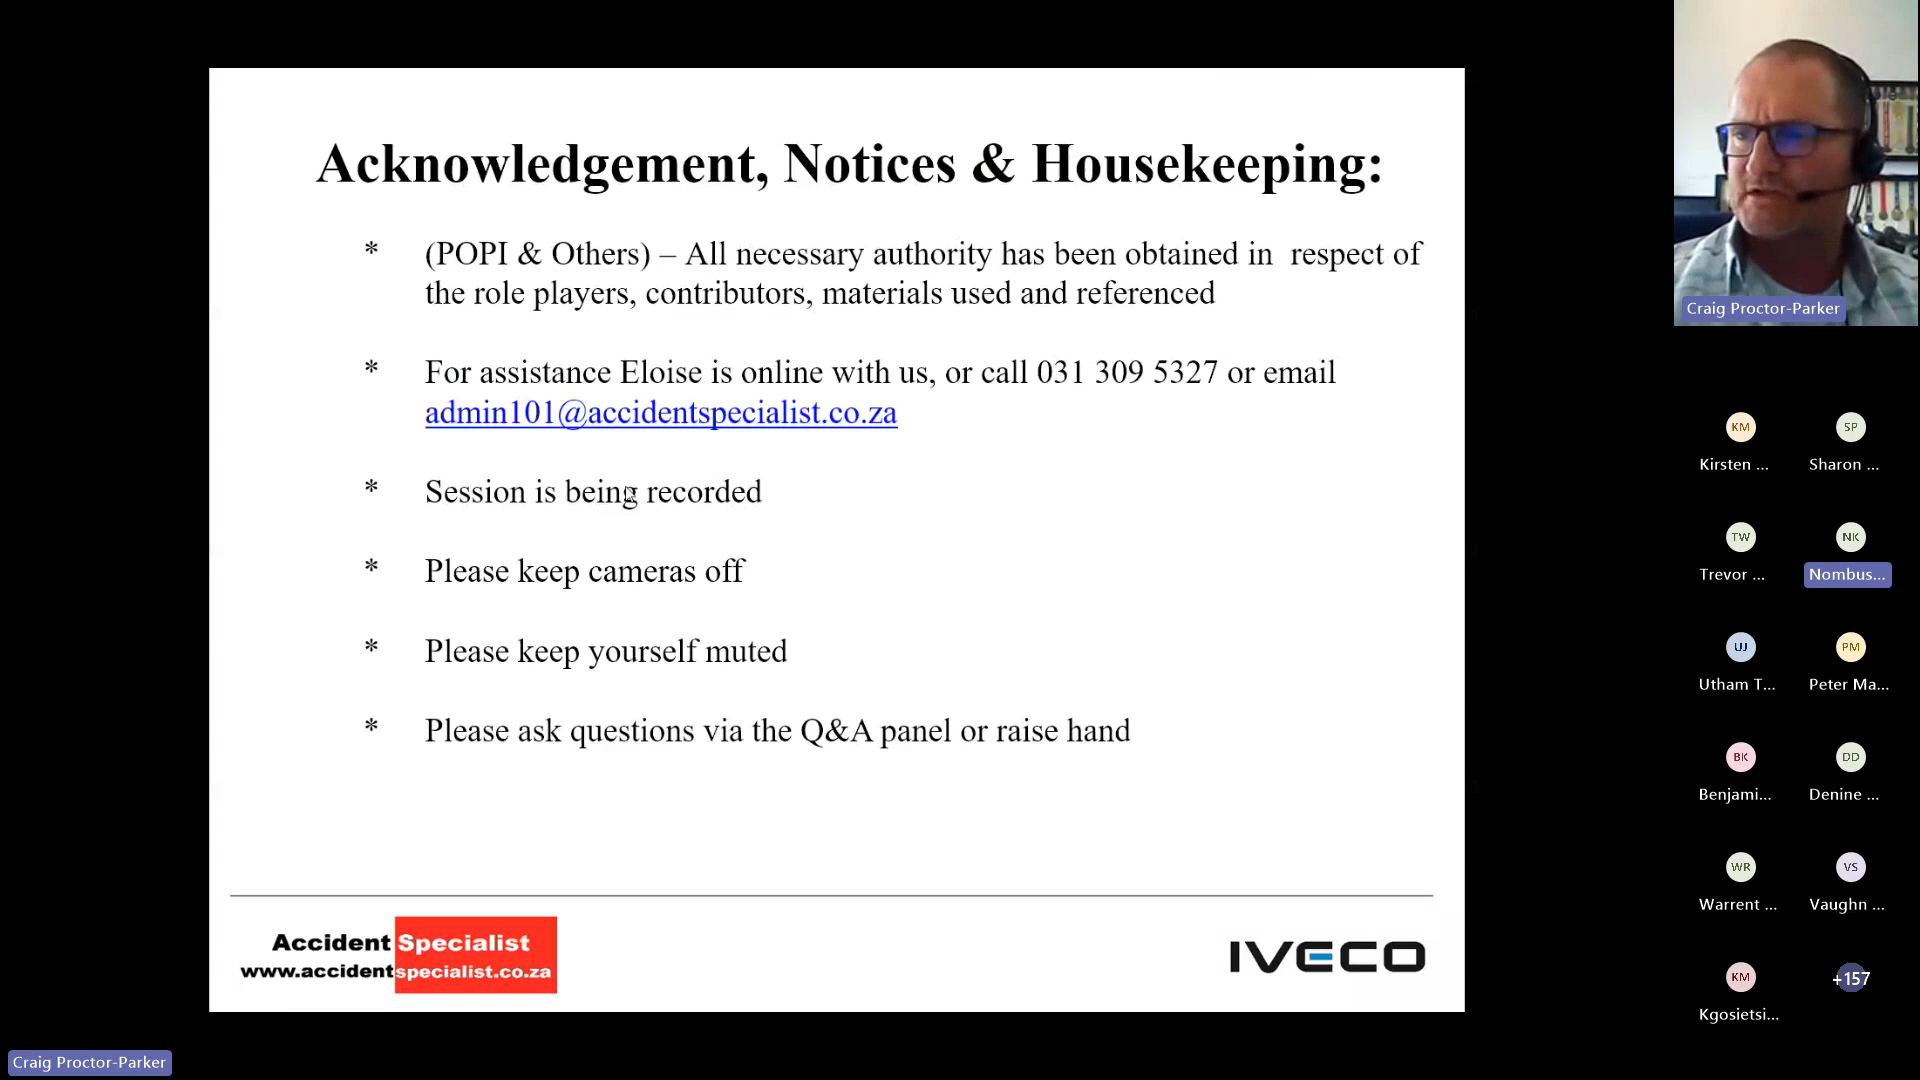 Acknowledgement, Notices & Housekeeping:
* (POPI & Others) – All necessary authority has been obtained in respect of
the role players, contributors, materials used and referenced
* For assistance Eloise is online with us, or call 031 309 5327 or email
admin101@accidentspecialist.co.za
* Session is being recorded
* Please keep cameras off
* Please keep yourself muted
* Please ask questions via the Q&A panel or raise hand
Accident Specialist
www.accidentspecialist.co.za
IVECO
Craig Proctor-Parker
KM
Kirsten ...
SP
Sharon ...
TW
Trevor ...
NK
Nombus...
UJ
Utham T...
PM
Peter Ma...
BK
Benjami...
DD
Denine ...
WR
Warrent ...
VS
Vaughn ...
KM
Kgosietsi...
+157
Craig Proctor-Parker